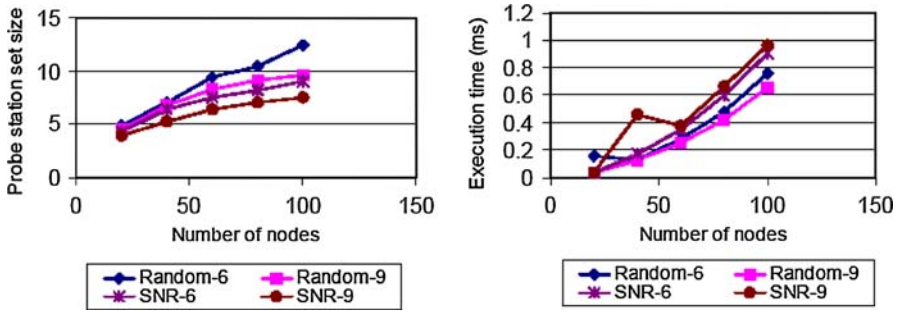 Probe station set size
15
10
5
0
0 50 100 150
Number of nodes
Random-6 Random-9
SNR-6 SNR-9
Execution time (ms)
1.2
1
0.8
0.6
0.4
0.2
0
0 50 100 150
Number of nodes
Random-6 Random-9
SNR-6 SNR-9